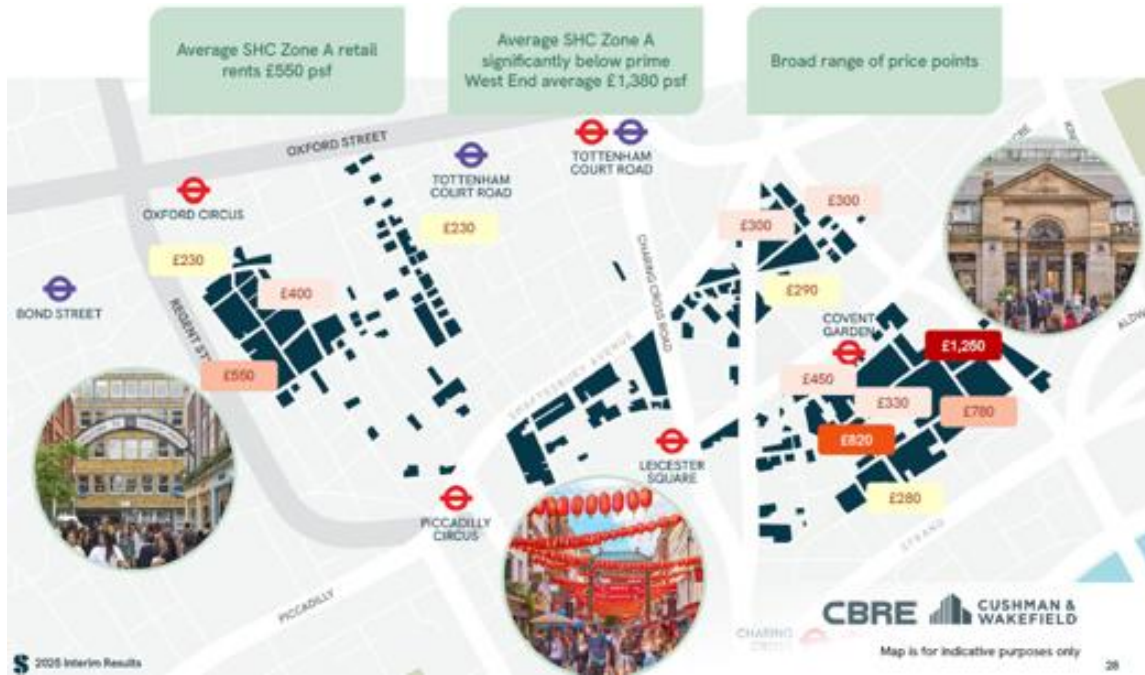 Average SHC Zone A retail
rents £550 psf
Average SHC Zone A
significantly below prime
West End average £1,380 psf
Broad range of price points
OXFORD STREET
TOTTENHAM
COURT ROAD
TOTTENHAM
COURT ROAD
OXFORD CIRCUS
£230
£230
£300
£300
£400
£290
BOND STREET
REGENT ST
CHARING CROSS ROAD
COVENT
GARDEN
ALDW
£1,250
£550
SHAFTESBURY AVENUE
£450
£330
£780
£820
LEICESTER
SQUARE
£280
PICCADILLY
CIRCUS
STRAND
PICCADILLY
CBRE
CUSHMAN &
WAKEFIELD
CHARING
Map is for indicative purposes only
2025 Interim Results
28